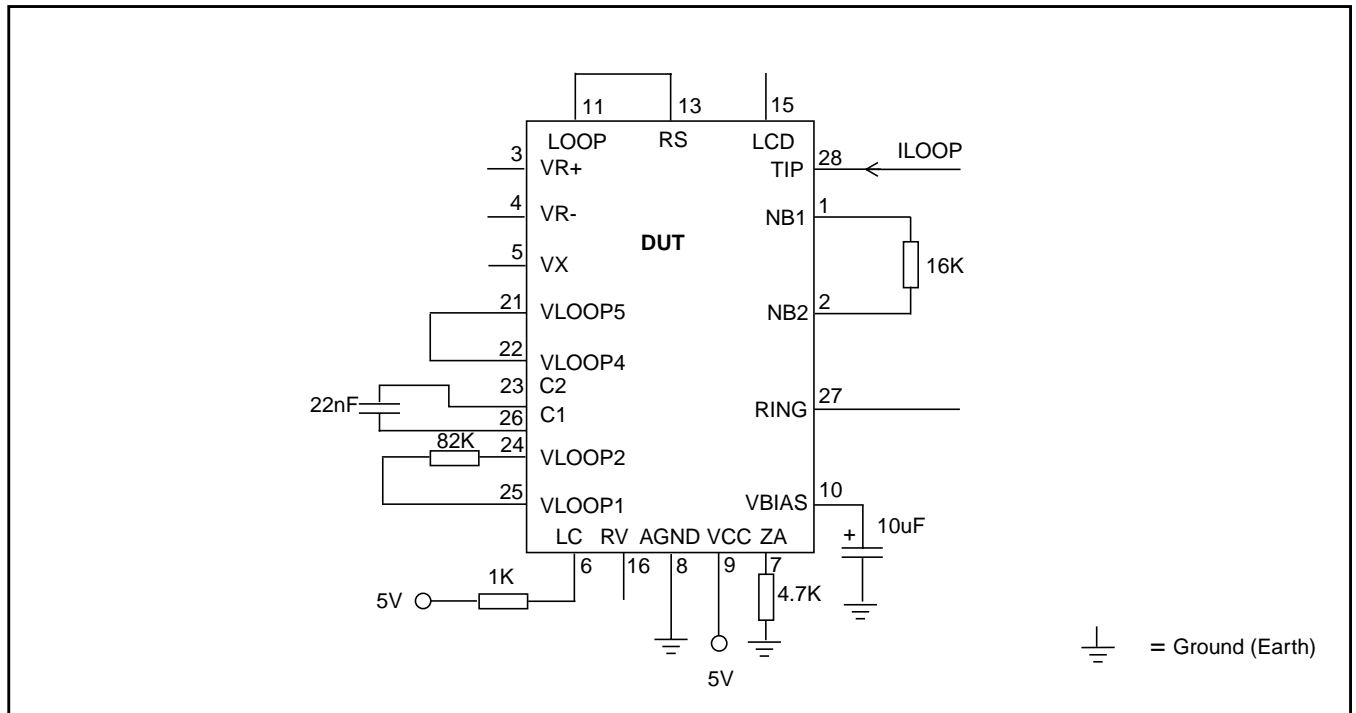 11
13
15
LOOP
RS
LCD
3
VR+
TIP
28
ILOOP
4
VR-
NB1
1
DUT
5
VX
16K
21
VLOOP5
NB2
2
22
VLOOP4
23
C2
22nF
26
C1
RING
27
82K
24
VLOOP2
25
VLOOP1
VBIAS
10
10uF
+
LC
RV
AGND
VCC
ZA
6
16
8
9
7
1K
5V
4.7K
5V
= Ground (Earth)